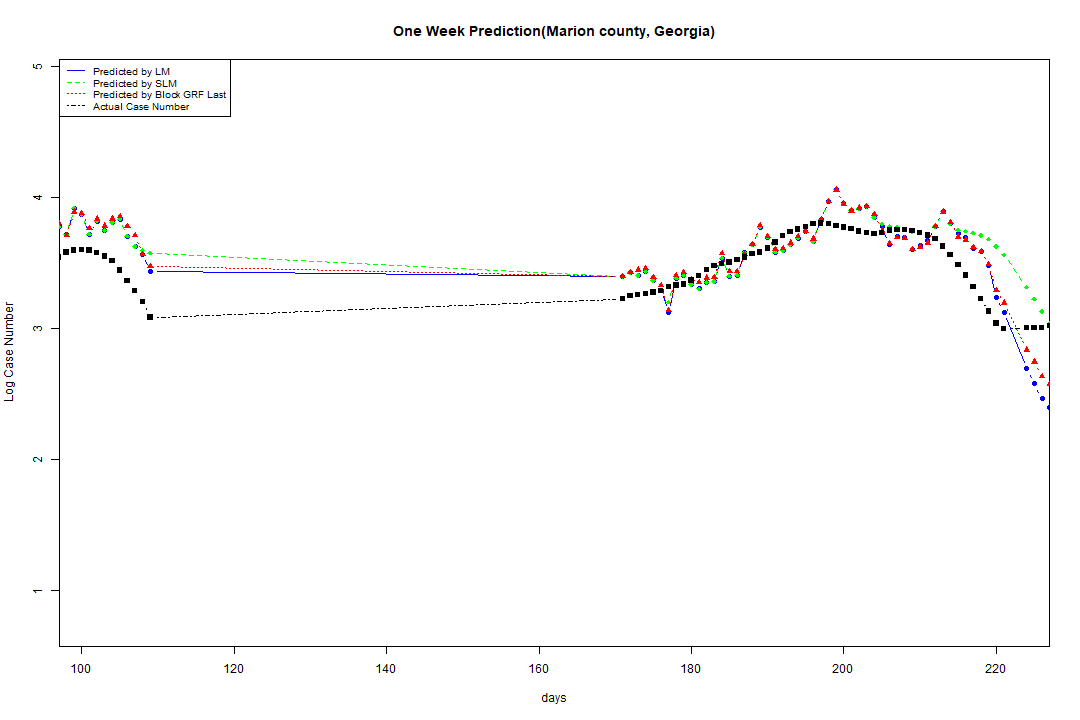 One Week Prediction(Marion county, Georgia)
Predicted by LM
Predicted by SLM
Predicted by Block GRF Last
Actual Case Number
5
4
3
2
1
Log Case Number
100 120 140 160 180 200 220
days